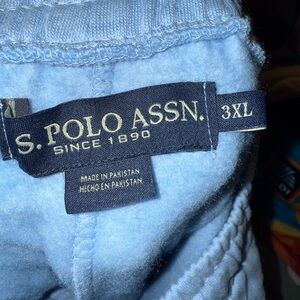 S. POLO ASSN.
SINCE 1890
3XL
MADE IN PAKISTAN
HECHO EN PAKISTAN